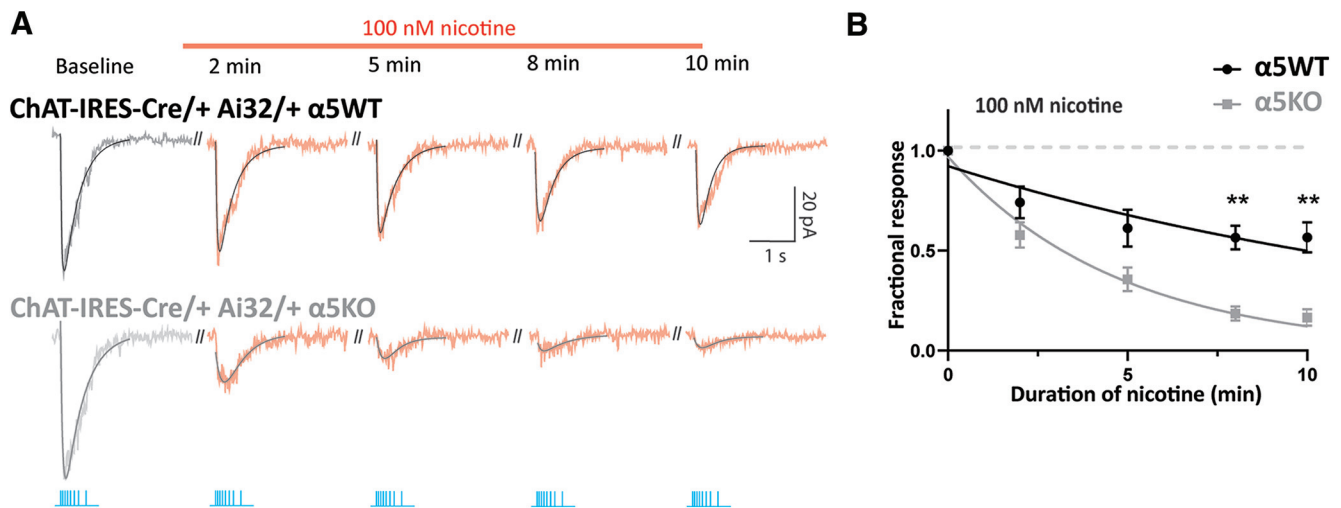 A
100 nM nicotine
Baseline
2 min
5 min
8 min
10 min
ChAT-IRES-Cre/+ Ai32/+ α5WT
//
//
//
//
20 pA
1 s
ChAT-IRES-Cre/+ Ai32/+ α5KO
//
//
//
//
B
α5WT
α5KO
100 nM nicotine
Fractional response
1.0
0.5
0.0
** **
0 5 10
Duration of nicotine (min)